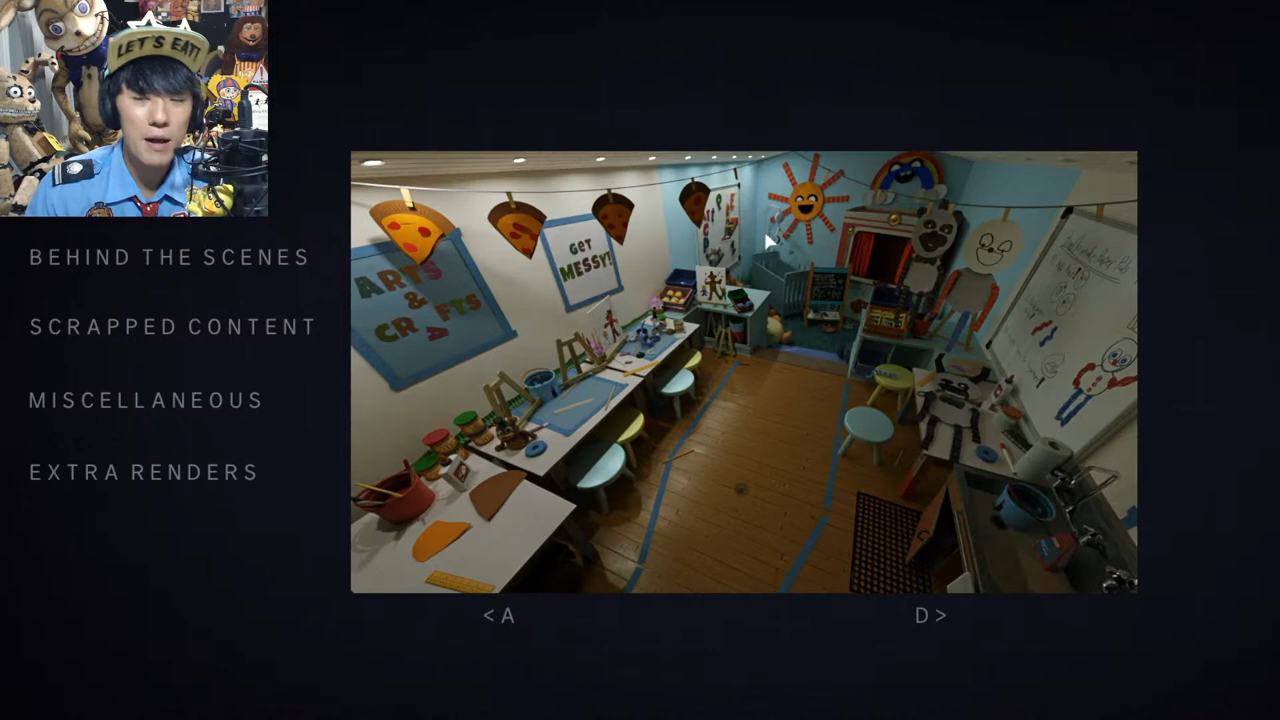 LET'S EAT!
BEHIND THE SCENES
SCRAPPED CONTENT
MISCELLANEOUS
EXTRA RENDERS
ARTS
&
CRAFTS
GET
MESSY!
< A
D >